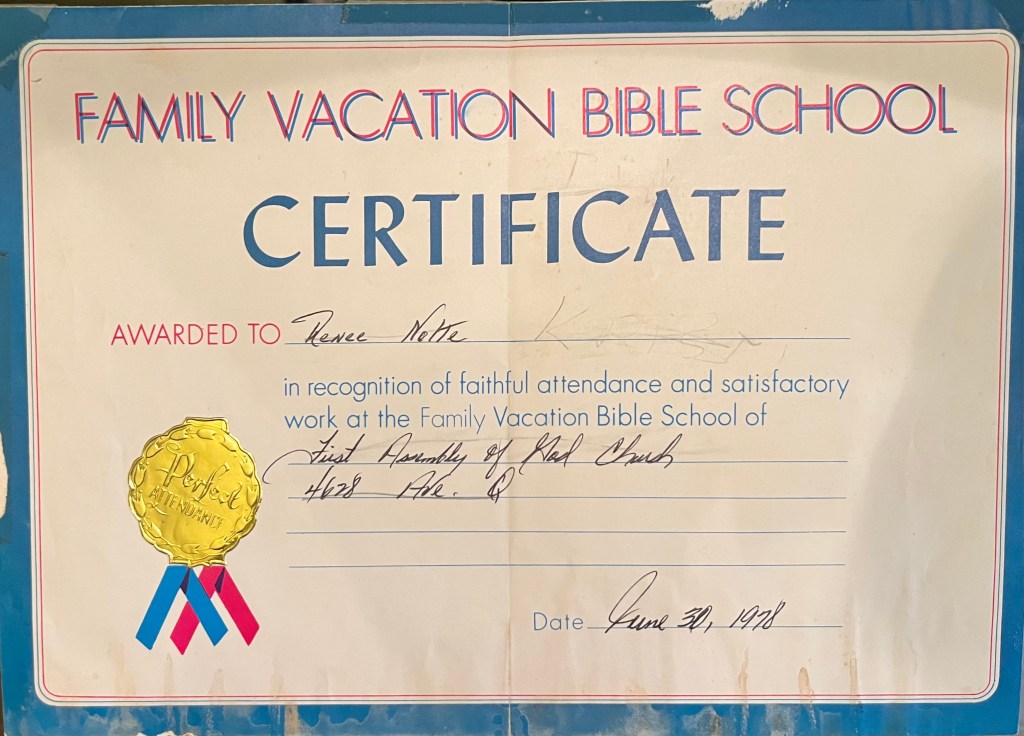 FAMILY VACATION BIBLE SCHOOL
CERTIFICATE
AWARDED TO Renee Nolte
in recognition of faithful attendance and satisfactory
work at the Family Vacation Bible School of
First Assembly of God Church
4628 Ave. Q
Perfect
ATTENDANCE
Date June 30, 1978